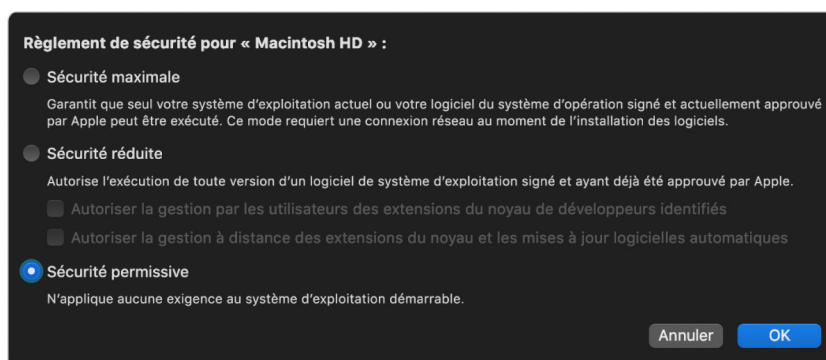 Règlement de sécurité pour « Macintosh HD » :
Sécurité maximale
Garantit que seul votre système d’exploitation actuel ou votre logiciel du système d’opération signé et actuellement approuvé
par Apple peut être exécuté. Ce mode requiert une connexion réseau au moment de l’installation des logiciels.
Sécurité réduite
Autorise l’exécution de toute version d’un logiciel de système d’exploitation signé et ayant déjà été approuvé par Apple.
Autoriser la gestion par les utilisateurs des extensions du noyau de développeurs identifiés
Autoriser la gestion à distance des extensions du noyau et les mises à jour logicielles automatiques
Sécurité permissive
N’applique aucune exigence au système d’exploitation démarrable.
Annuler OK